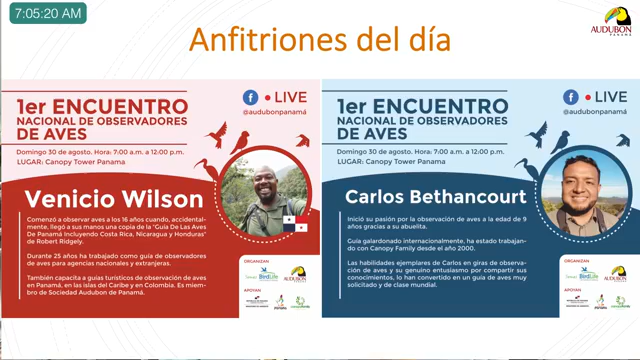 7:05:20 AM
AUDUBON
PANAMÁ
Anfitriones del día
1er ENCUENTRO
NACIONAL DE OBSERVADORES
DE AVES
LIVE
@audubonpanamá
Domingo 30 de agosto. Hora: 7:00 a.m. a 12:00 p.m.
LUGAR: Canopy Tower Panama
Venicio Wilson
Comenzó a observar aves a los 16 años cuando, accidental-
mente, llegó a sus manos una copia de la "Guía De Las Aves
De Panamá Incluyendo Costa Rica, Nicaragua y Honduras"
de Robert Ridgely.
Durante 25 años ha trabajado como guía de observadores
de aves para agencias nacionales y extranjeras.
También capacita a guías turísticos de observación de aves
en Panamá, en las islas del Caribe y en Colombia. Es miem-
bro de Sociedad Audubon de Panamá.
ORGANIZAN
BirdLife
AUDUBON
APOYAN
1er ENCUENTRO
NACIONAL DE OBSERVADORES
DE AVES
LIVE
@audubonpanamá
Domingo 30 de agosto. Hora: 7:00 a.m. a 12:00 p.m.
LUGAR: Canopy Tower Panama
Carlos Bethancourt
Inició su pasión por la observación de aves a la edad de 9
años gracias a su abuelita.
Guía galardonado internacionalmente, ha estado trabajan-
do con Canopy Family desde el año 2000.
Las habilidades ejemplares de Carlos en giras de observa-
ción de aves y su genuino entusiasmo por compartir sus
conocimientos, lo han convertido en un guía de aves muy
solicitado y de clase mundial.
ORGANIZAN
BirdLife
AUDUBON
APOYAN